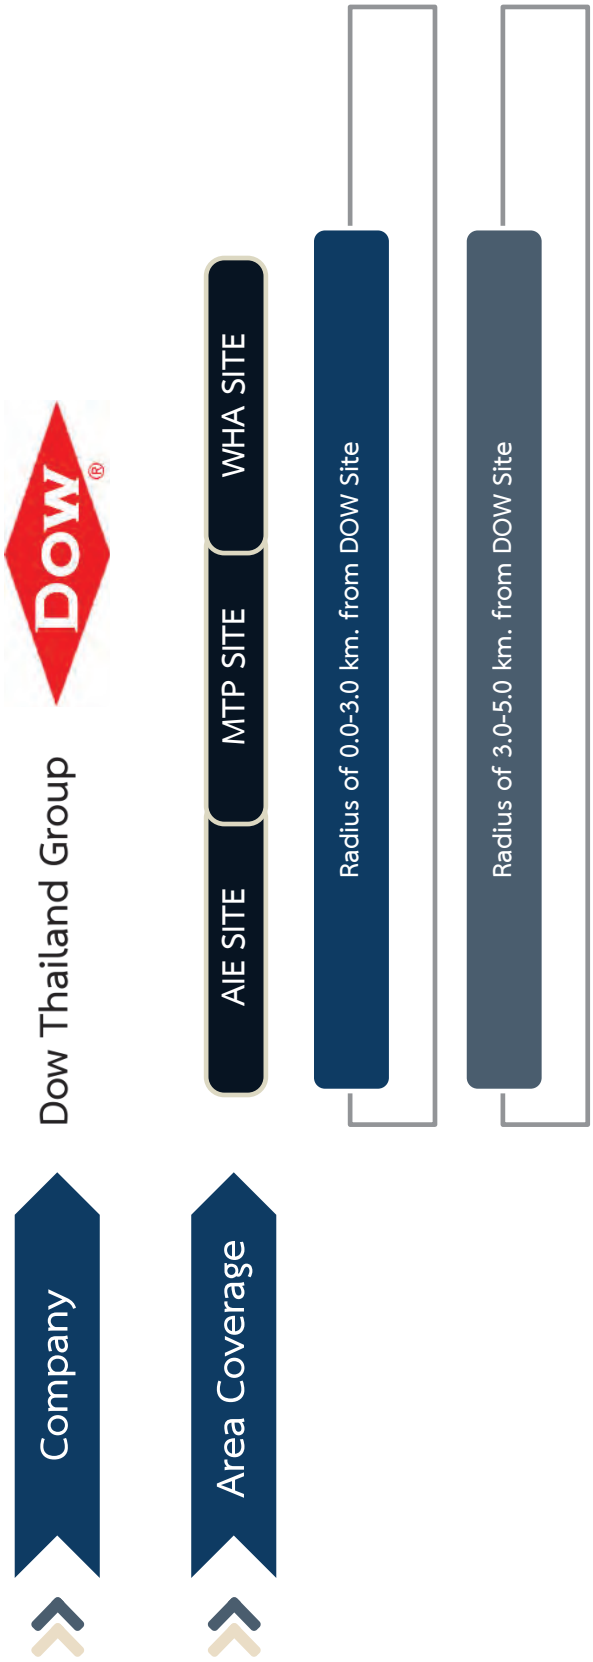 Company
Dow Thailand Group
DOW®
Area Coverage
AIE SITE
MTP SITE
WHA SITE
Radius of 0.0-3.0 km. from DOW Site
Radius of 3.0-5.0 km. from DOW Site